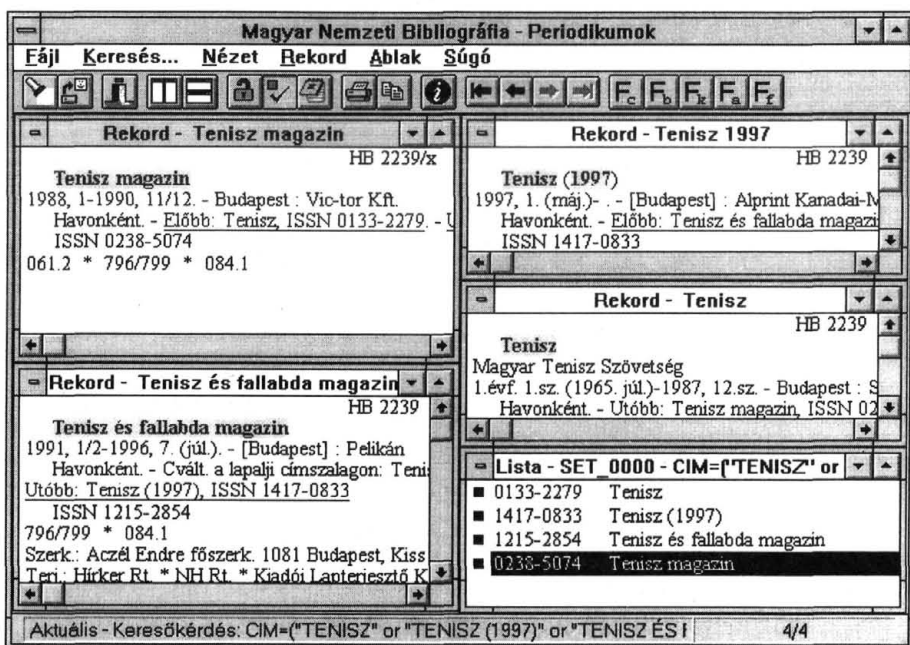 Magyar Nemzeti Bibliográfia - Periodikumok
Fájl Keresés... Nézet Rekord Ablak Súgó
Fc Fb Fk Fa Ff
Rekord - Tenisz magazin
HB 2239/x
Tenisz magazin
1988, 1-1990, 11/12. - Budapest : Vic-tor Kft.
Havonként. - Előbb: Tenisz, ISSN 0133-2279. - U
ISSN 0238-5074
061.2 * 796/799 * 084.1
Rekord - Tenisz és fallabda magazin
HB 2239
Tenisz és fallabda magazin
1991, 1/2-1996, 7. (júl.). - [Budapest] : Pelikán
Havonként. - Cvált. a lapalji címszalagon: Teni
Utóbb: Tenisz (1997), ISSN 1417-0833
ISSN 1215-2854
796/799 * 084.1
Szerk.: Aczél Endre főszerk. 1081 Budapest, Kiss
Terj.: Hírker Rt. * NH Rt. * Kiadói Lapterjesztő K
Rekord - Tenisz 1997
HB 2239
Tenisz (1997)
1997, 1. (máj.)- . - [Budapest] : Alprint Kanadai-M
Havonként. - Előbb: Tenisz és fallabda magazi
ISSN 1417-0833
Rekord - Tenisz
HB 2239
Tenisz
Magyar Tenisz Szövetség
1.évf. 1.sz. (1965. júl.)-1987, 12.sz. - Budapest : S
Havonként. - Utóbb: Tenisz magazin, ISSN 02
Lista - SET_0000 - CIM=("TENISZ" or
0133-2279 Tenisz
1417-0833 Tenisz (1997)
1215-2854 Tenisz és fallabda magazin
0238-5074 Tenisz magazin
Aktuális - Keresőkérdés: CIM=("TENISZ" or "TENISZ (1997)" or "TENISZ ÉS F 4/4